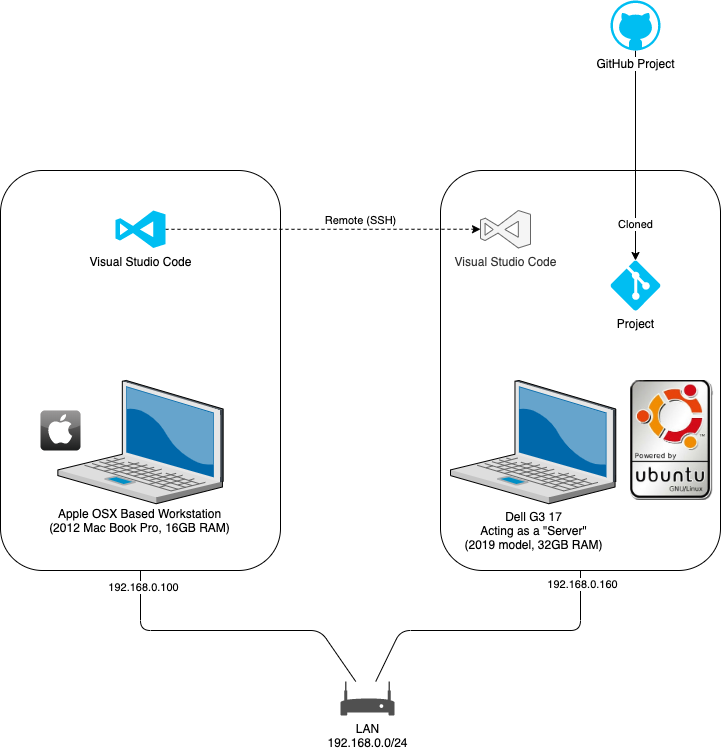 GitHub Project
Remote (SSH)
Cloned
Visual Studio Code
Visual Studio Code
Project
Powered by
ubuntu
GNU/Linux
™
Apple OSX Based Workstation
(2012 Mac Book Pro, 16GB RAM)
Dell G3 17
Acting as a "Server"
(2019 model, 32GB RAM)
192.168.0.100
192.168.0.160
LAN
192.168.0.0/24